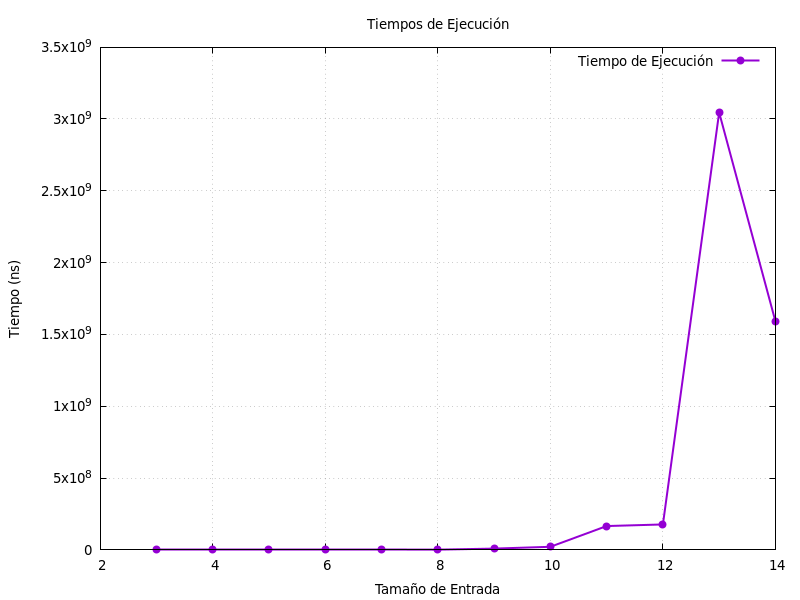 Tiempos de Ejecución
Tiempo de Ejecución
3.5x10⁹
3x10⁹
2.5x10⁹
2x10⁹
1.5x10⁹
1x10⁹
5x10⁸
0
Tiempo (ns)
2 4 6 8 10 12 14
Tamaño de Entrada